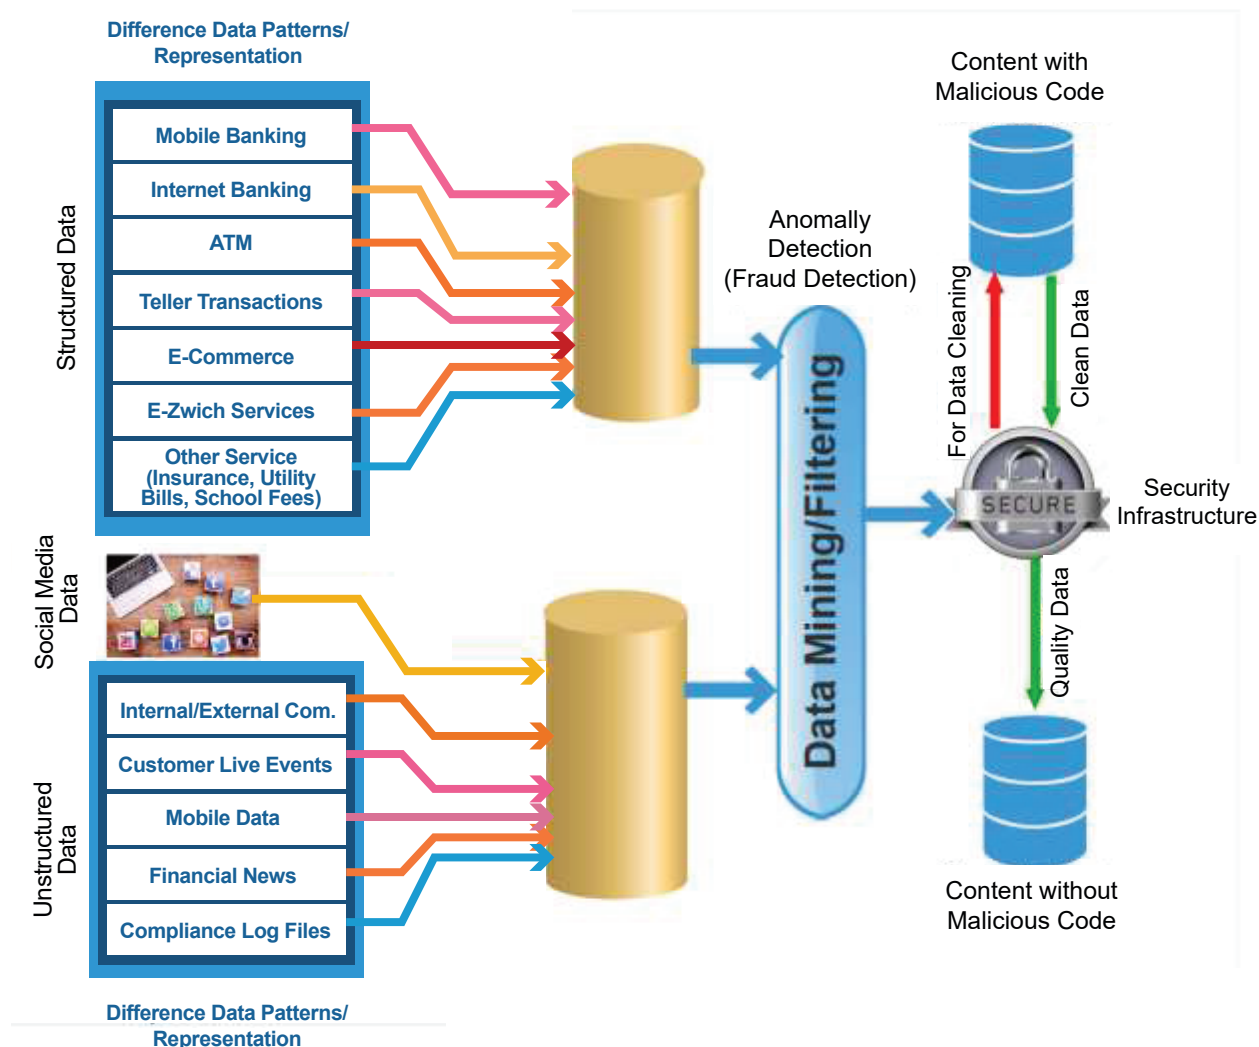 Difference Data Patterns/
Representation
Structured Data
Mobile Banking
Internet Banking
ATM
Teller Transactions
E-Commerce
E-Zwich Services
Other Service
(Insurance, Utility
Bills, School Fees)
Social Media
Data
Unstructured
Data
Internal/External Com.
Customer Live Events
Mobile Data
Financial News
Compliance Log Files
Difference Data Patterns/
Representation
Anomally
Detection
(Fraud Detection)
Data Mining/Filtering
Content with
Malicious Code
For Data Cleaning
Clean Data
SECURE
Security
Infrastructure
Quality Data
Content without
Malicious Code